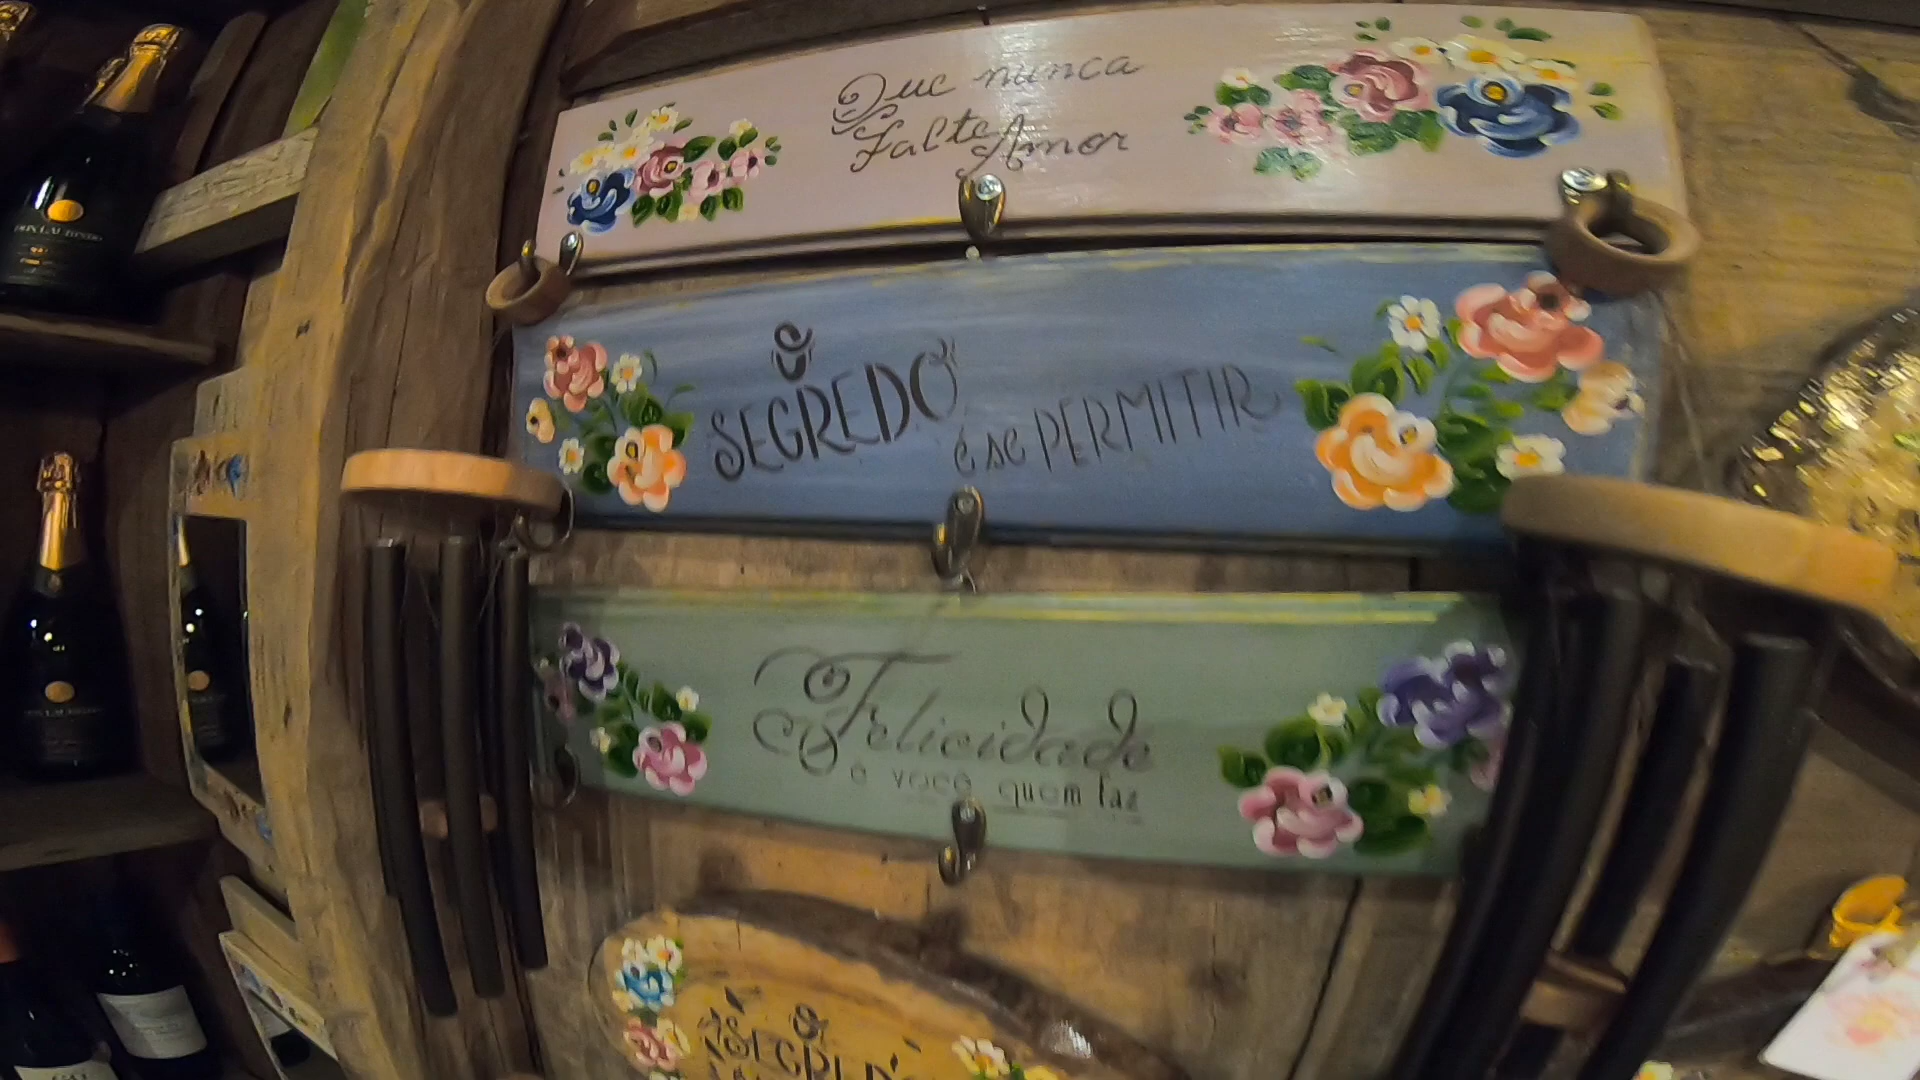 Que nunca
Falte Amor
O
SEGREDO
é se PERMITIR
Felicidade
é você quem faz
O
SEGREDO